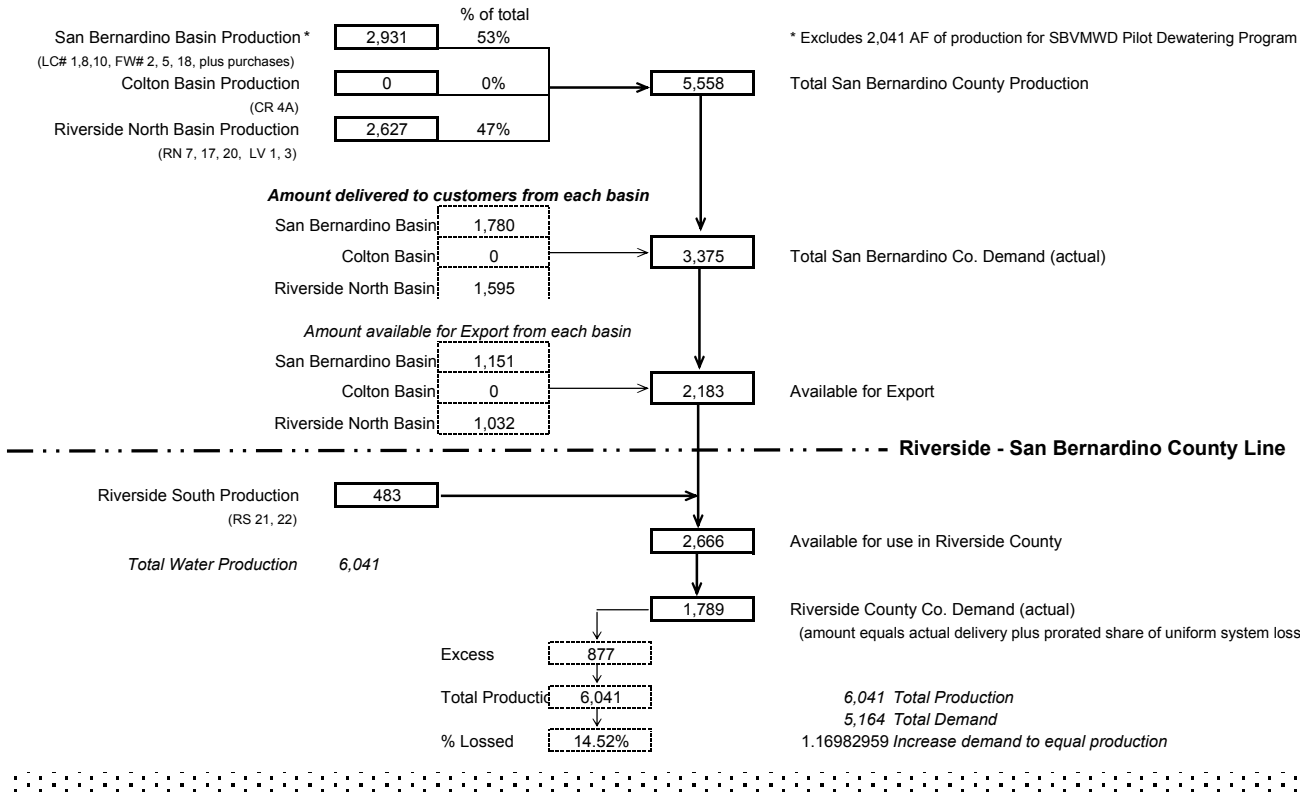 % of total
San Bernardino Basin Production * 2,931 53% * Excludes 2,041 AF of production for SBVMWD Pilot Dewatering Program
(LC# 1,8,10, FW# 2, 5, 18, plus purchases)
Colton Basin Production 0 0% 5,558 Total San Bernardino County Production
(CR 4A)
Riverside North Basin Production 2,627 47%
(RN 7, 17, 20, LV 1, 3)
Amount delivered to customers from each basin
San Bernardino Basin 1,780
Colton Basin 0 3,375 Total San Bernardino Co. Demand (actual)
Riverside North Basin 1,595
Amount available for Export from each basin
San Bernardino Basin 1,151
Colton Basin 0 2,183 Available for Export
Riverside North Basin 1,032
Riverside - San Bernardino County Line
Riverside South Production 483
(RS 21, 22)
2,666 Available for use in Riverside County
Total Water Production 6,041
1,789 Riverside County Co. Demand (actual)
(amount equals actual delivery plus prorated share of uniform system loss
Excess 877
Total Productio 6,041 6,041 Total Production
5,164 Total Demand
% Lossed 14.52% 1.16982959 Increase demand to equal production